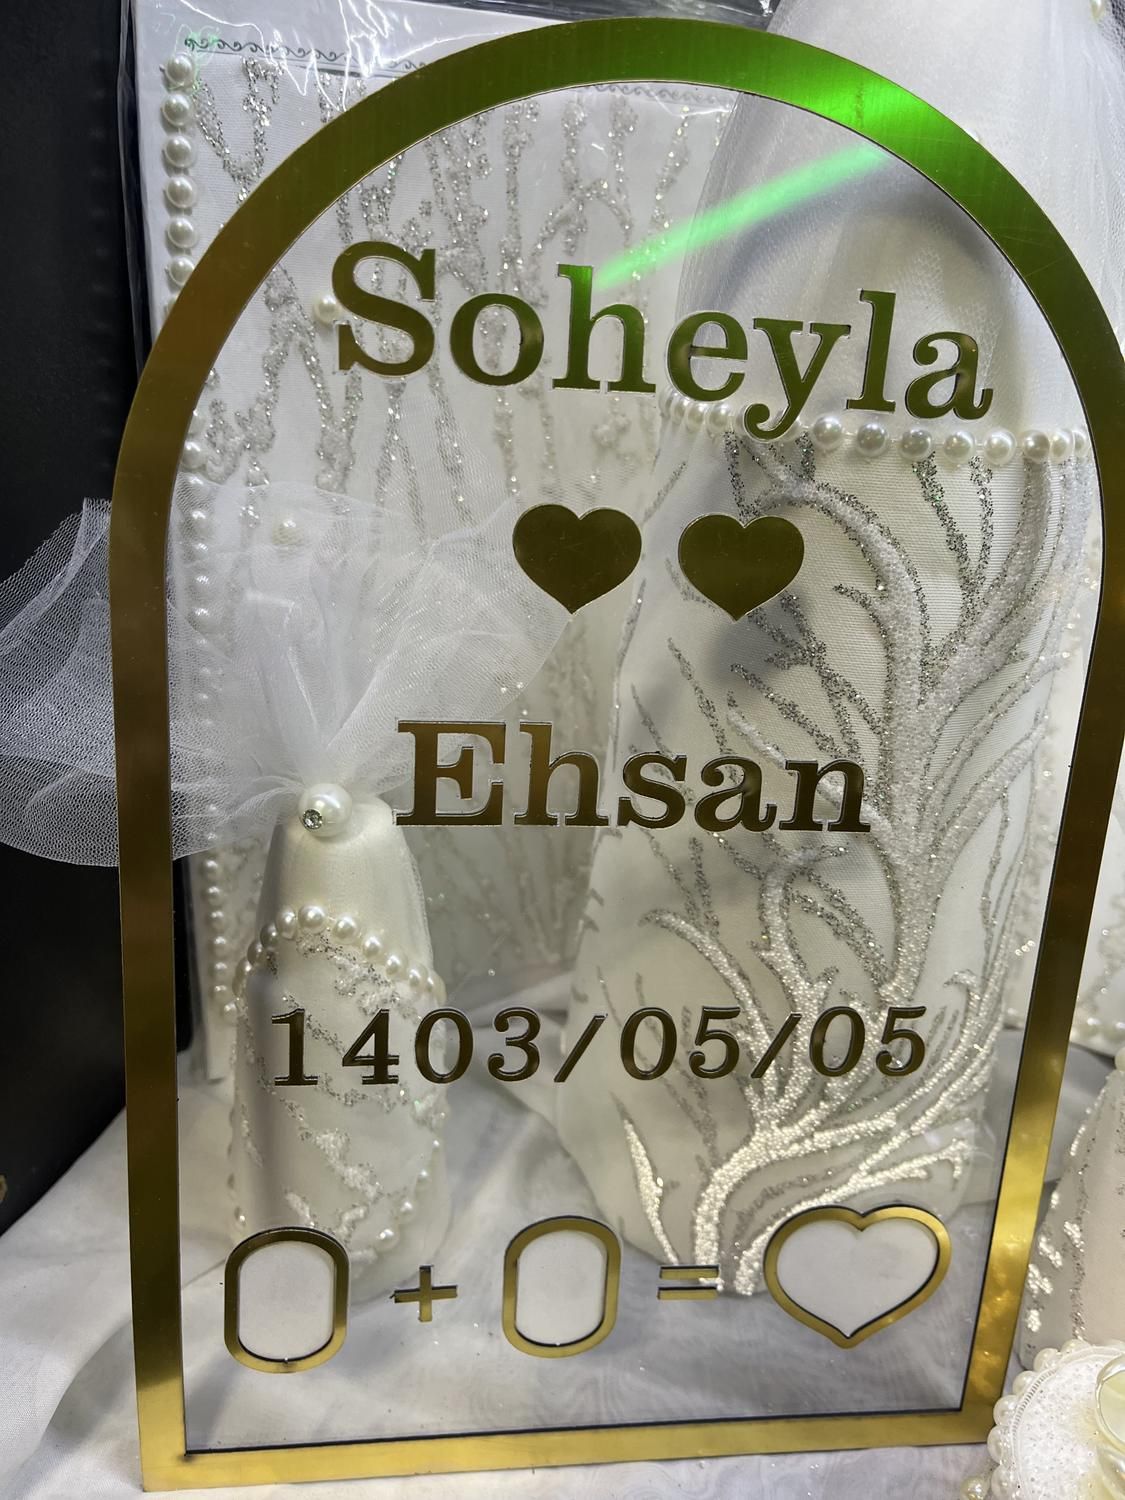 Soheyla
Ehsan
1403/05/05
+ =